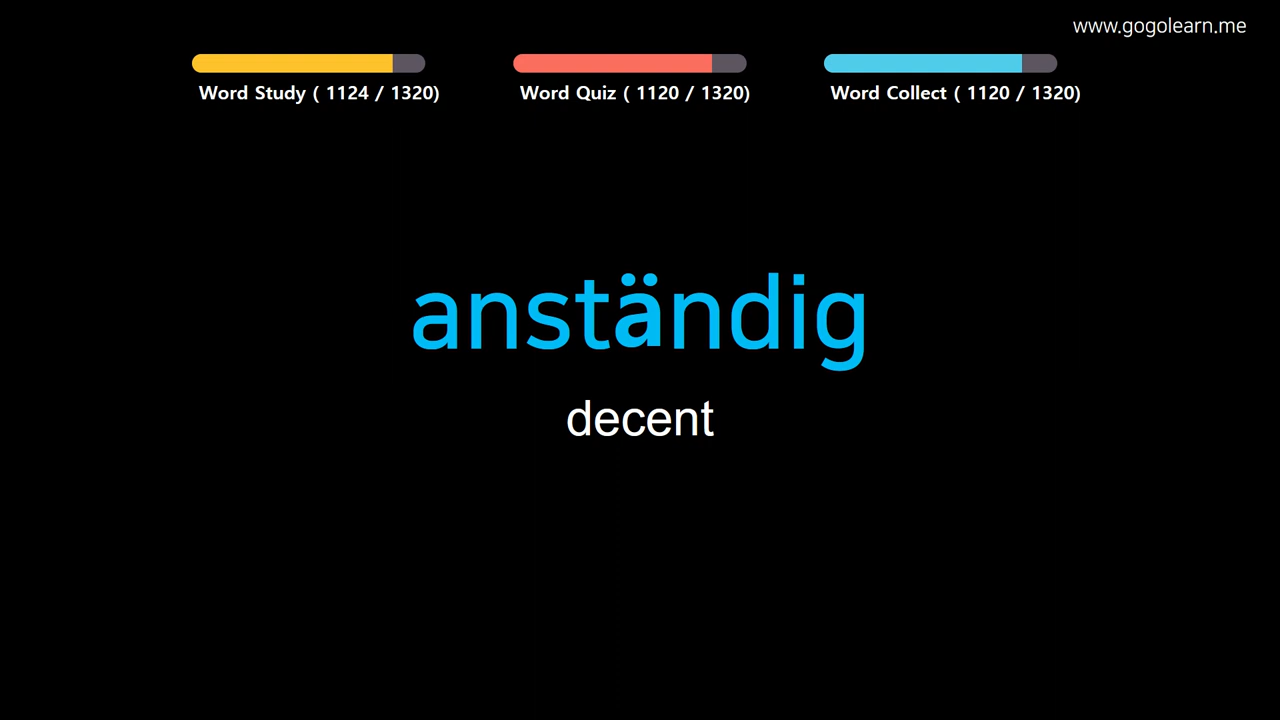 www.gogolearn.me
Word Study ( 1124 / 1320)
Word Quiz ( 1120 / 1320)
Word Collect ( 1120 / 1320)
anständig
decent